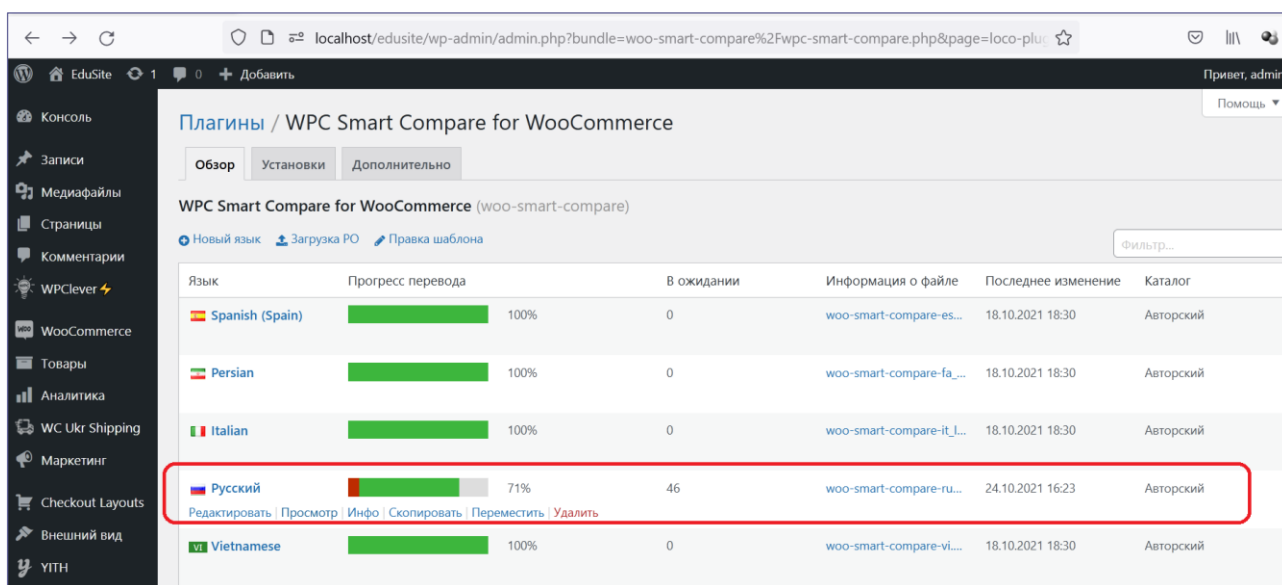 localhost/edusite/wp-admin/admin.php?bundle=woo-smart-compare%2Fwpc-smart-compare.php&page=loco-plug
EduSite 1 0 Добавить Привет, admin
Помощь
Консоль
Записи
Медиафайлы
Страницы
Комментарии
WPClever
WooCommerce
Товары
Аналитика
WC Ukr Shipping
Маркетинг
Checkout Layouts
Внешний вид
YITH
Плагины / WPC Smart Compare for WooCommerce
Обзор Установки Дополнительно
WPC Smart Compare for WooCommerce (woo-smart-compare)
Новый язык Загрузка PO Правка шаблона
Фильтр...
Язык Прогресс перевода В ожидании Информация о файле Последнее изменение Каталог
Spanish (Spain) 100% 0 woo-smart-compare-es... 18.10.2021 18:30 Авторский
Persian 100% 0 woo-smart-compare-fa_... 18.10.2021 18:30 Авторский
Italian 100% 0 woo-smart-compare-it_I... 18.10.2021 18:30 Авторский
Русский 71% 46 woo-smart-compare-ru... 24.10.2021 16:23 Авторский
Редактировать | Просмотр | Инфо | Скопировать | Переместить | Удалить
VI Vietnamese 100% 0 woo-smart-compare-vi.... 18.10.2021 18:30 Авторский